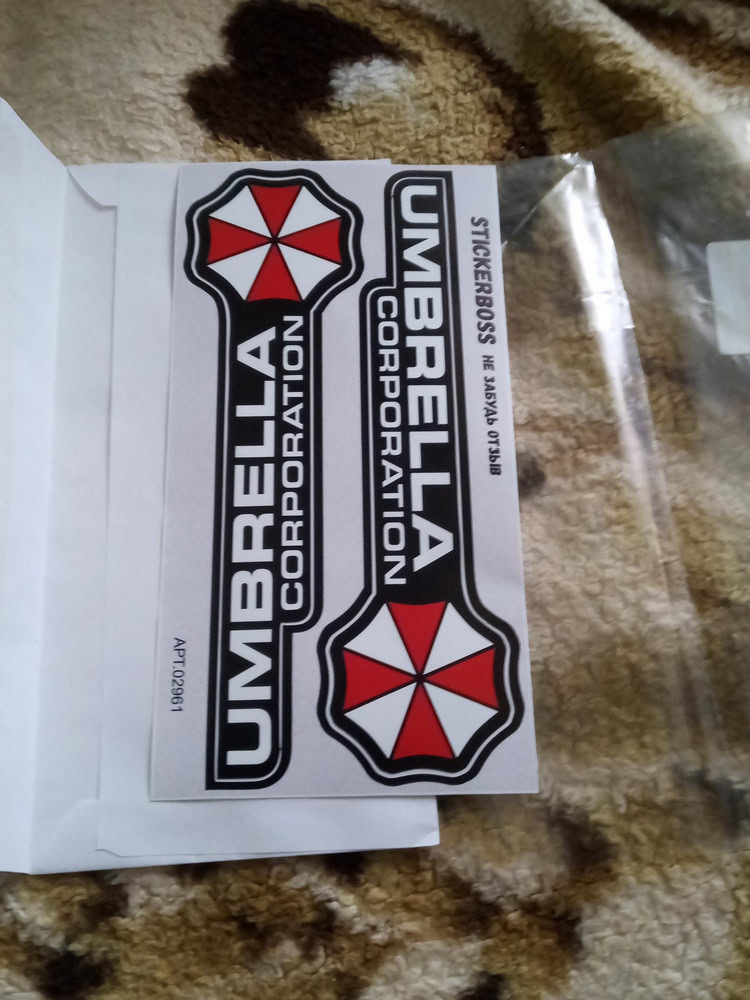 UMBRELLA
CORPORATION
UMBRELLA
CORPORATION
STICKERBOSS НЕ ЗАБУДЬ ОТЗЫВ
АРТ.02961